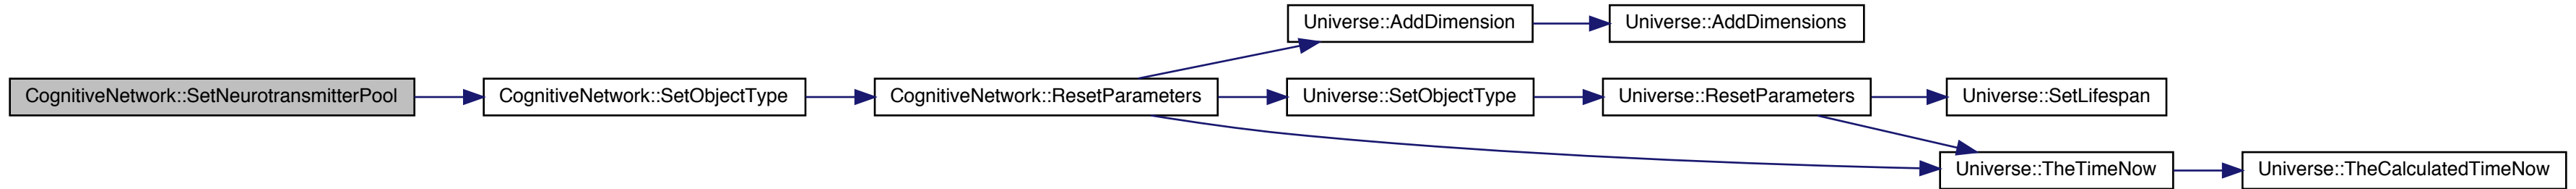 Universe::AddDimension
Universe::AddDimensions
CognitiveNetwork::SetNeurotransmitterPool
CognitiveNetwork::SetObjectType
CognitiveNetwork::ResetParameters
Universe::SetObjectType
Universe::ResetParameters
Universe::SetLifespan
Universe::TheTimeNow
Universe::TheCalculatedTimeNow